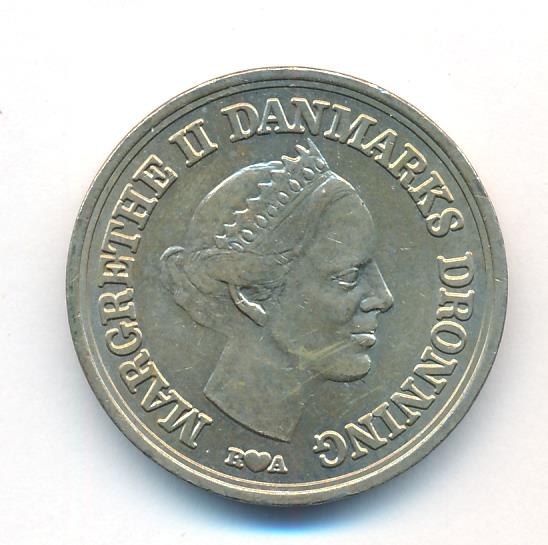 MARGRETHE II DANMARKS DRONNING
R♥A